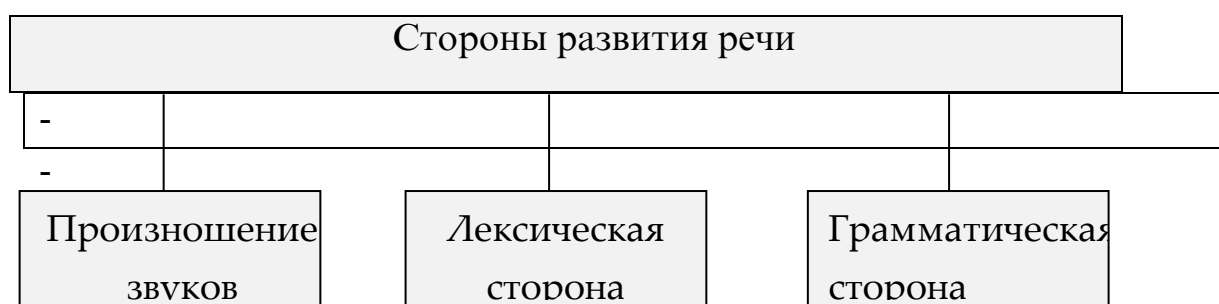 Стороны развития речи
-
-
Произношение
звуков
Лексическая
сторона
Грамматическая
сторона